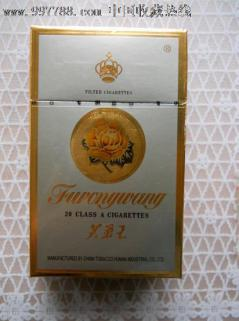 www.997788.com 中国收藏热线
®
FILTER CIGARETTES
Furongwang
20 CLASS A CIGARETTES
芙蓉王
MANUFACTURED BY CHINA TOBACCO HUNAN INDUSTRIAL CO., LTD